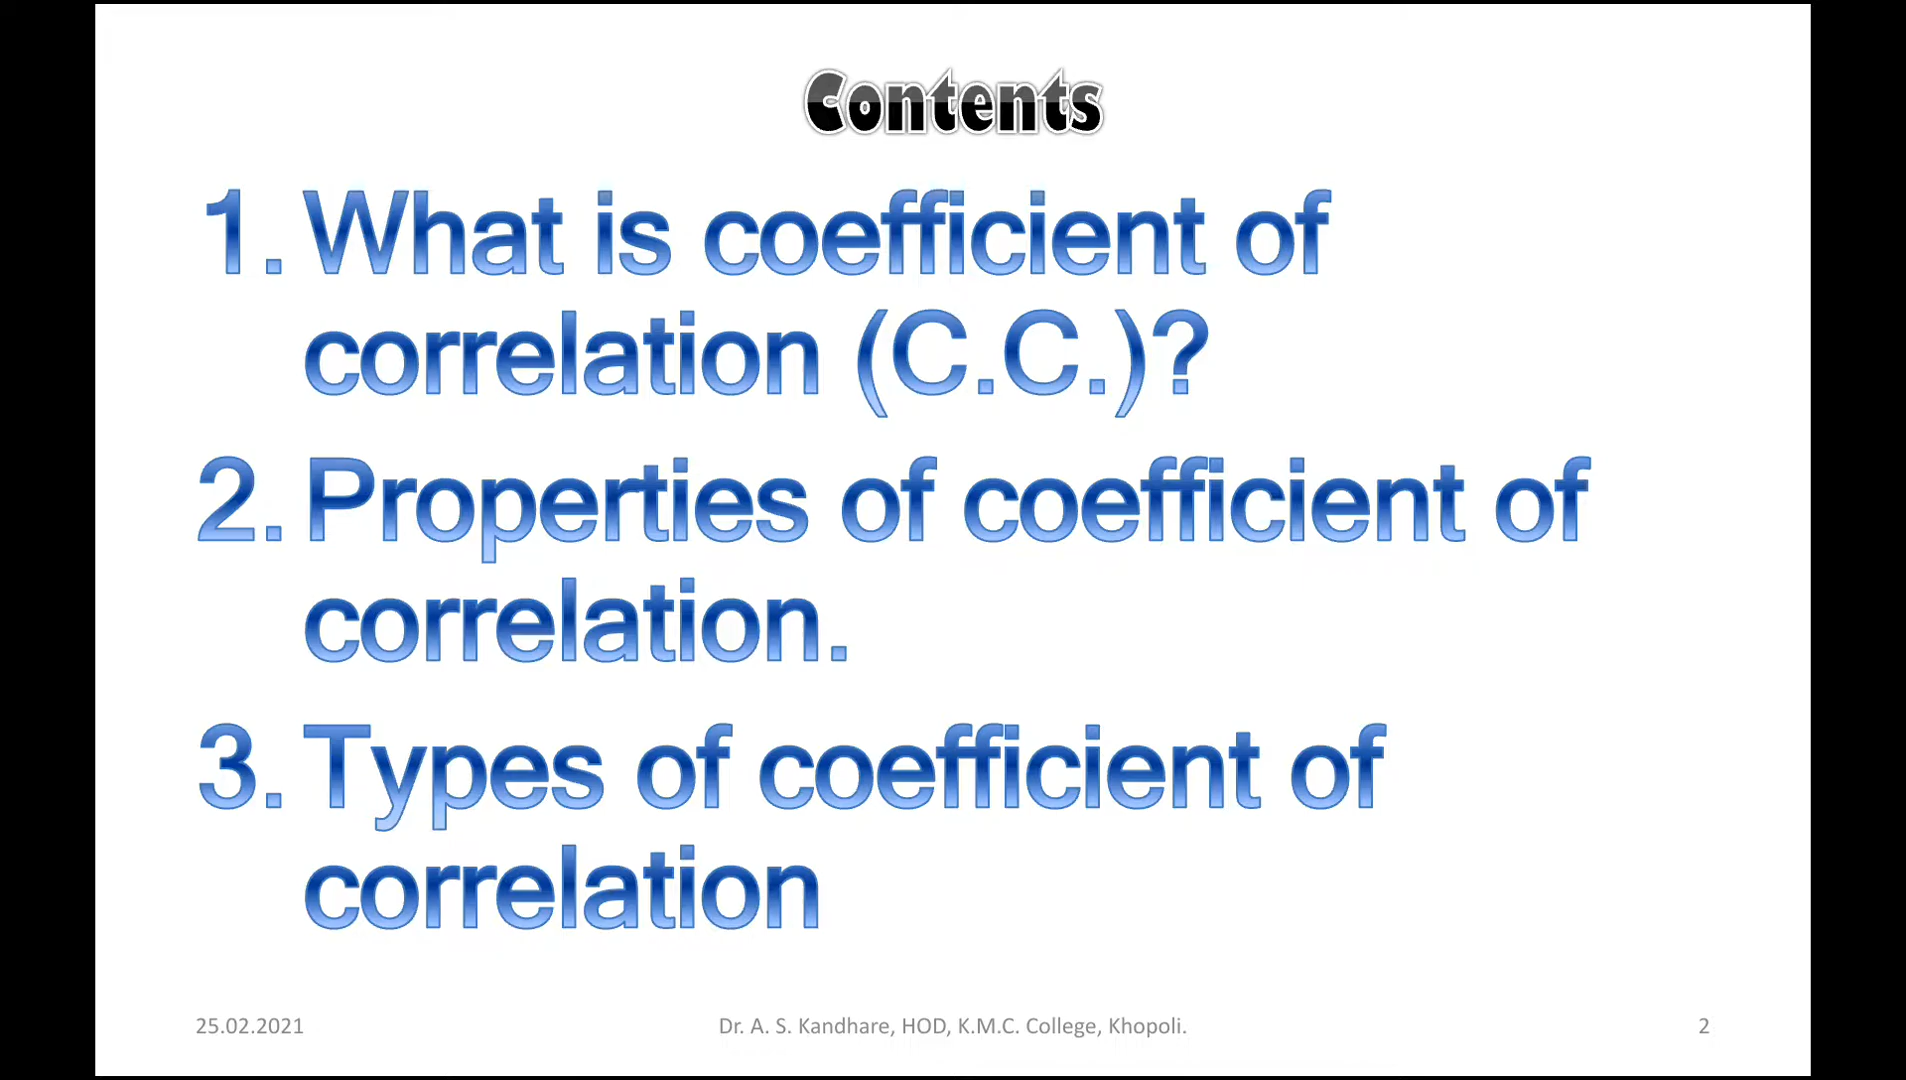 Contents
1. What is coefficient of
correlation (C.C.)?
2. Properties of coefficient of
correlation.
3. Types of coefficient of
correlation
25.02.2021
Dr. A. S. Kandhare, HOD, K.M.C. College, Khopoli.
2